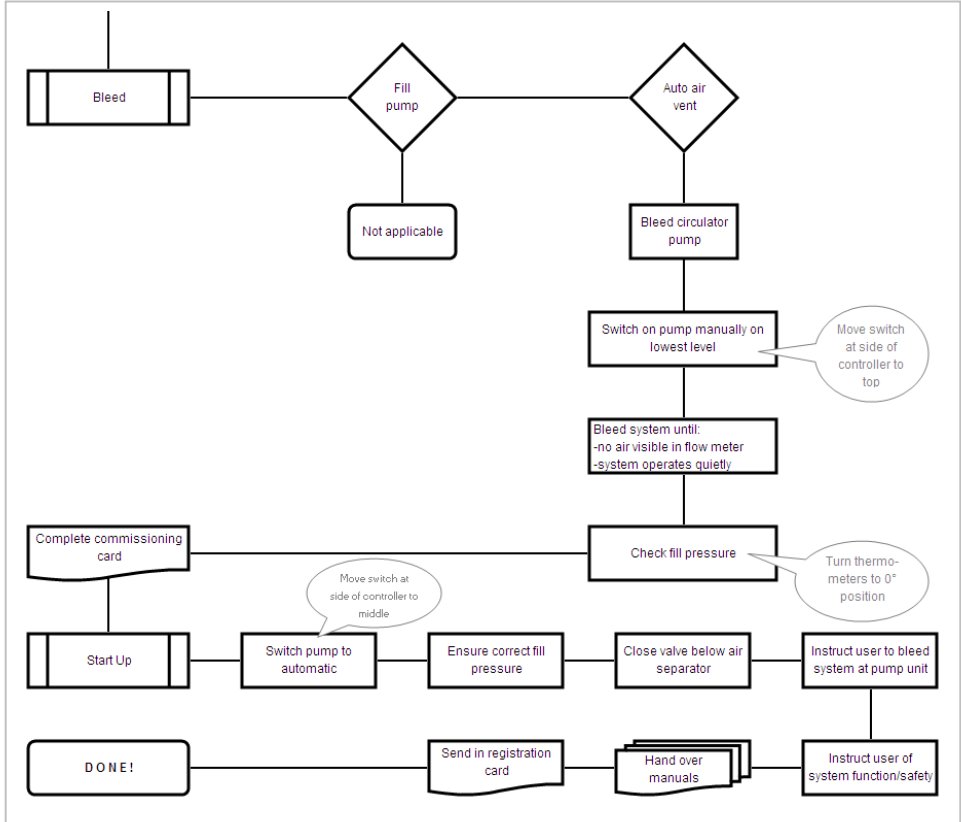 Bleed
Fill
pump
Auto air
vent
Not applicable
Bleed circulator
pump
Switch on pump manually on
lowest level
Move switch
at side of
controller to
top
Bleed system until:
-no air visible in flow meter
-system operates quietly
Complete commissioning
card
Check fill pressure
Turn thermo-
meters to 0°
position
Move switch at
side of controller to
middle
Start Up
Switch pump to
automatic
Ensure correct fill
pressure
Close valve below air
separator
Instruct user to bleed
system at pump unit
DONE!
Send in registration
card
Hand over
manuals
Instruct user of
system function/safety